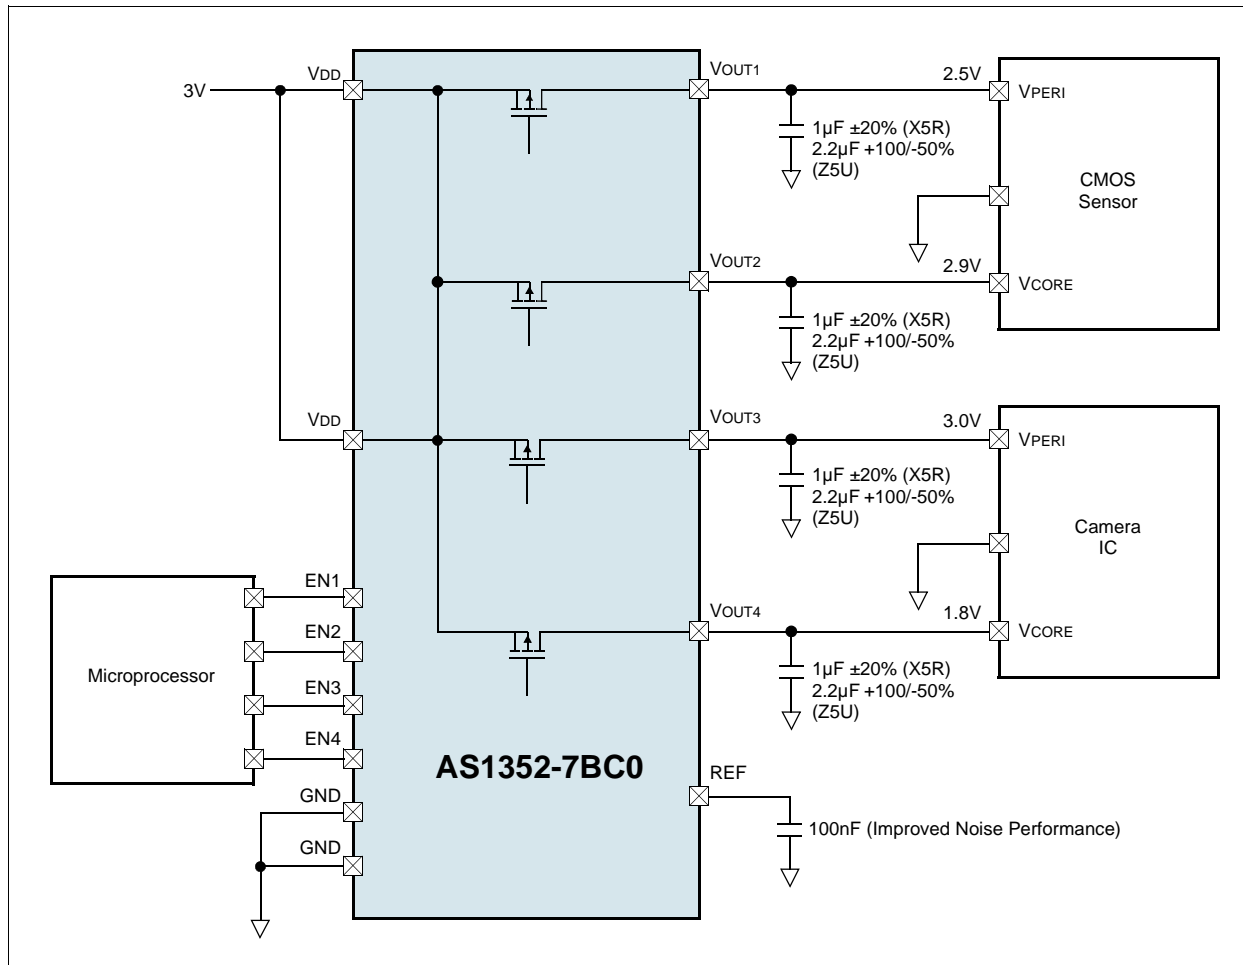 VDD
VOUT1
2.5V
3V
VPERI
1µF ±20% (X5R)
2.2µF +100/-50%
(Z5U)
CMOS
Sensor
VOUT2
2.9V
VCORE
1µF ±20% (X5R)
2.2µF +100/-50%
(Z5U)
VDD
VOUT3
3.0V
VPERI
1µF ±20% (X5R)
2.2µF +100/-50%
(Z5U)
Camera
IC
EN1
VOUT4
1.8V
EN2
VCORE
Microprocessor
1µF ±20% (X5R)
2.2µF +100/-50%
(Z5U)
EN3
EN4
AS1352-7BC0
REF
GND
100nF (Improved Noise Performance)
GND